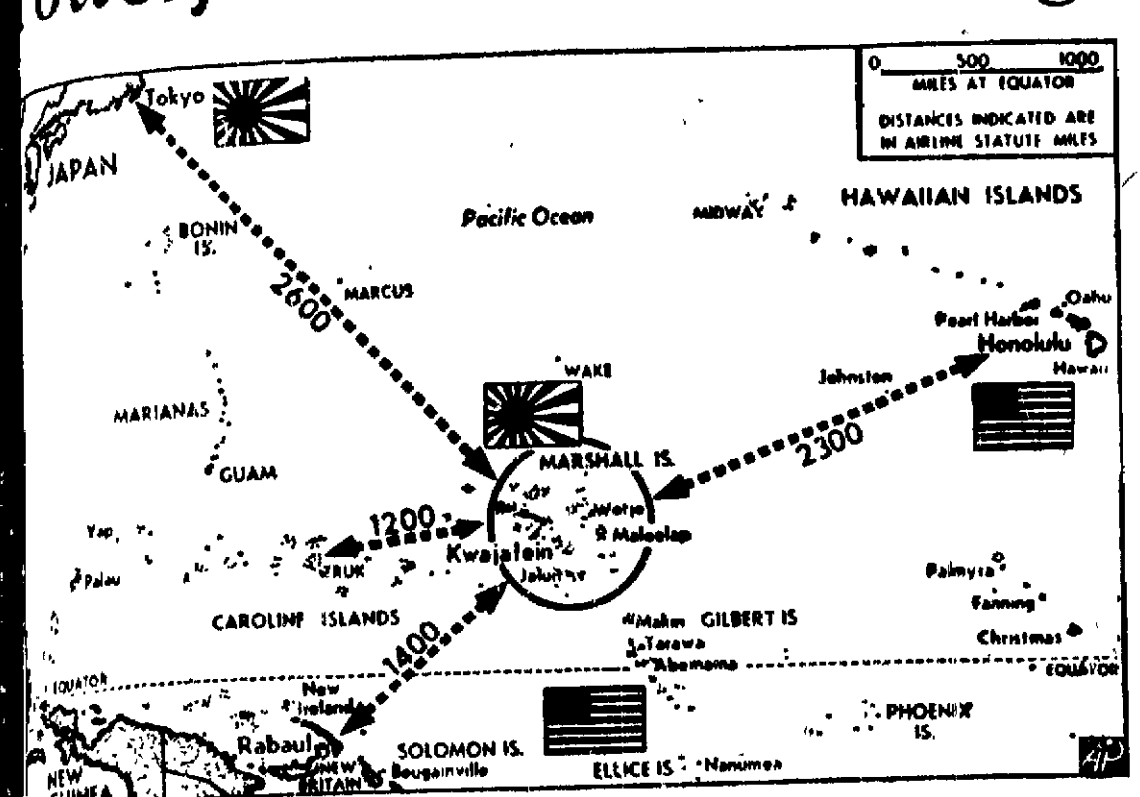 0 500 1000
MILES AT EQUATOR
DISTANCES INDICATED ARE
IN AIRLINE STATUTE MILES
Tokyo
JAPAN
Pacific Ocean
MIDWAY
HAWAIIAN ISLANDS
BONIN
IS.
2600
MARCUS
Oahu
Pearl Harbor
Honolulu
Hawaii
WAKE
Johnston
MARIANAS
2300
GUAM
MARSHALL IS.
1200
Wotje
Maloelap
Yap
Kwajalein
Palau
TRUK
Jaluit
Palmyra
Fanning
CAROLINE ISLANDS
Makin GILBERT IS
Tarawa
Abemama
Christmas
1400
EQUATOR
EQUATOR
New
Ireland
PHOENIX
IS.
Rabaul
SOLOMON IS.
NEW
BRITAIN
Bougainville
ELLICE IS
Nanumea
NEW
GUINEA
AP